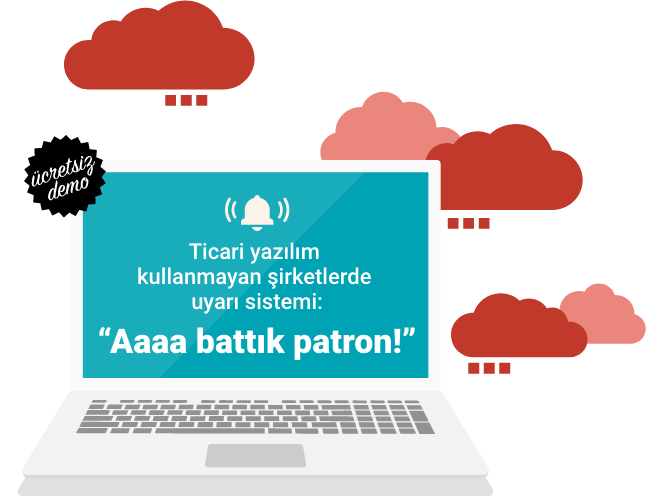 ücretsiz
demo
Ticari yazılım
kullanmayan şirketlerde
uyarı sistemi:
“Aaaa battık patron!”